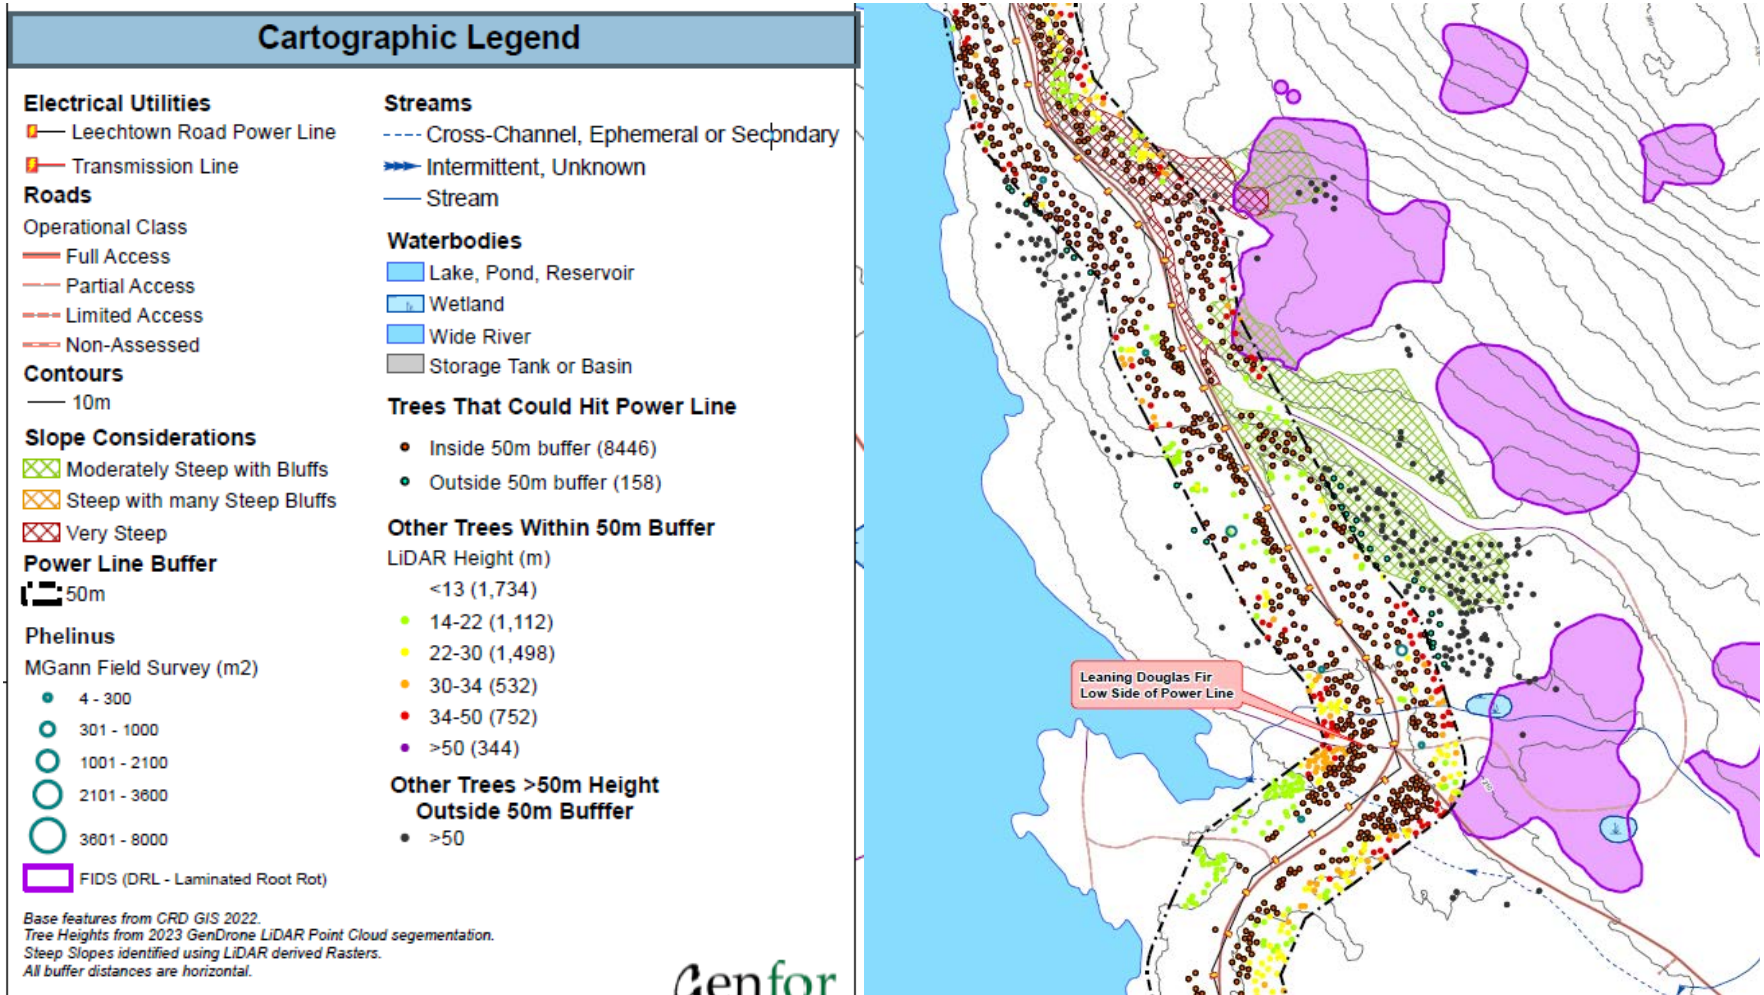 Cartographic Legend
Electrical Utilities
Leechtown Road Power Line
Transmission Line
Roads
Operational Class
Full Access
Partial Access
Limited Access
Non-Assessed
Contours
10m
Slope Considerations
Moderately Steep with Bluffs
Steep with many Steep Bluffs
Very Steep
Power Line Buffer
50m
Phelinus
MGann Field Survey (m2)
4 - 300
301 - 1000
1001 - 2100
2101 - 3600
3601 - 8000
FIDS (DRL - Laminated Root Rot)
Streams
Cross-Channel, Ephemeral or Secondary
Intermittent, Unknown
Stream
Waterbodies
Lake, Pond, Reservoir
Wetland
Wide River
Storage Tank or Basin
Trees That Could Hit Power Line
Inside 50m buffer (8446)
Outside 50m buffer (158)
Other Trees Within 50m Buffer
LiDAR Height (m)
<13 (1,734)
14-22 (1,112)
22-30 (1,498)
30-34 (532)
34-50 (752)
>50 (344)
Other Trees >50m Height
Outside 50m Bufffer
>50
Base features from CRD GIS 2022.
Tree Heights from 2023 GenDrone LiDAR Point Cloud segementation.
Steep Slopes identified using LiDAR derived Rasters.
All buffer distances are horizontal.
Genfor
Leaning Douglas Fir
Low Side of Power Line